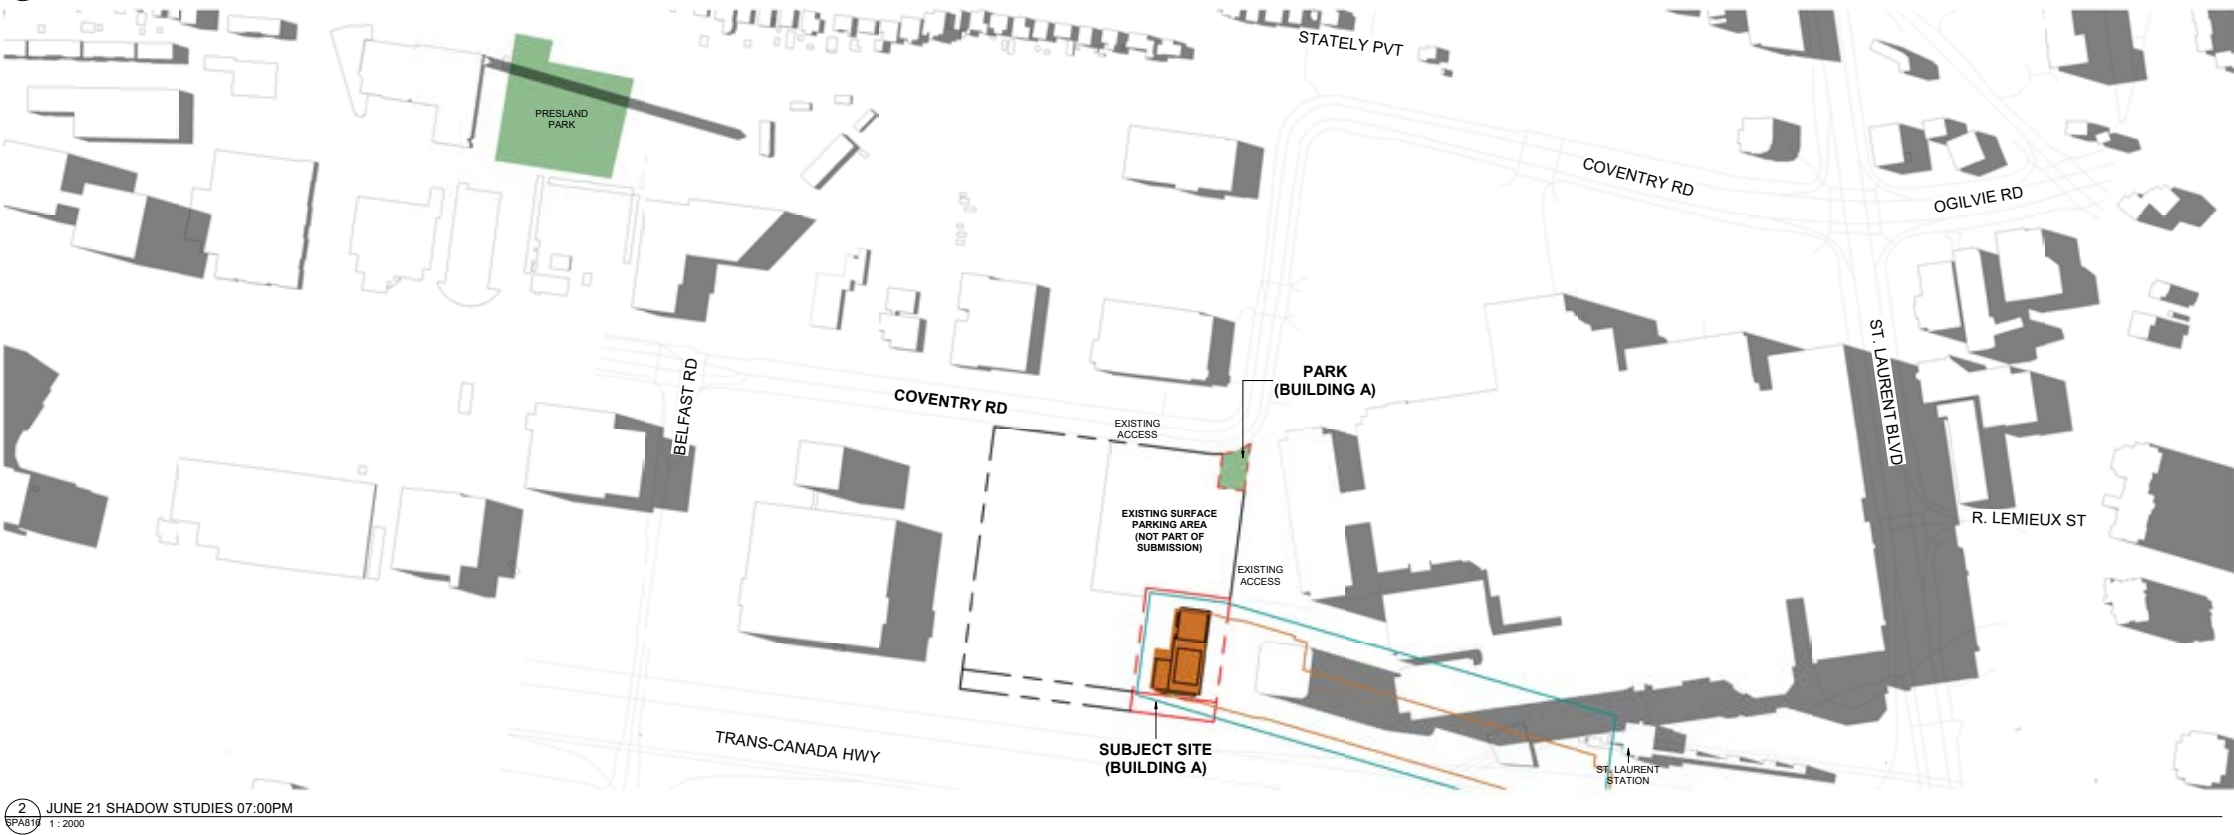 STATELY PVT
PRESLAND
PARK
COVENTRY RD
OGILVIE RD
ST. LAURENT BLVD
BELFAST RD
PARK
(BUILDING A)
COVENTRY RD
EXISTING
ACCESS
EXISTING SURFACE
PARKING AREA
(NOT PART OF
SUBMISSION)
R. LEMIEUX ST
EXISTING
ACCESS
TRANS-CANADA HWY
SUBJECT SITE
(BUILDING A)
ST. LAURENT
STATION
2
SPA816
JUNE 21 SHADOW STUDIES 07:00PM
1 : 2000